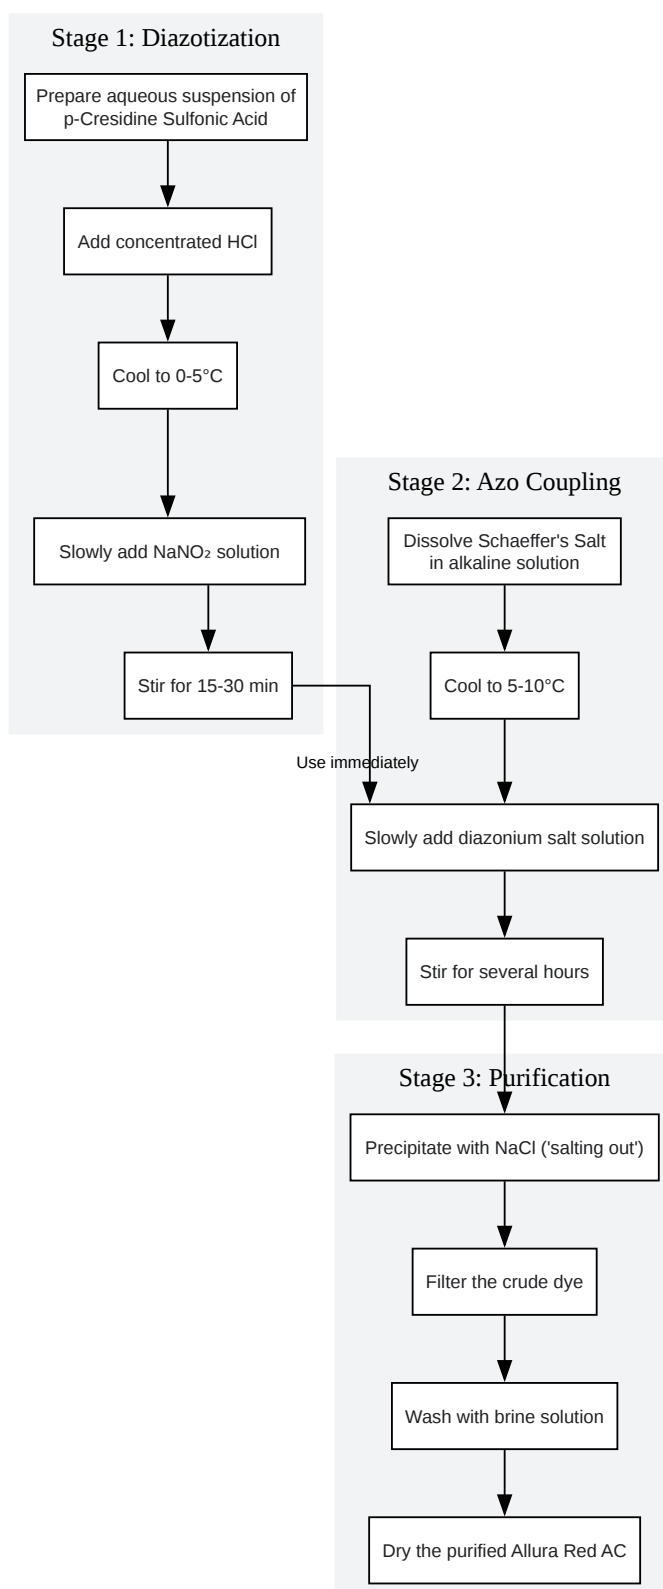 Stage 1: Diazotization
Prepare aqueous suspension of
p-Cresidine Sulfonic Acid
Add concentrated HCl
Cool to 0-5°C
Slowly add NaNO₂ solution
Stir for 15-30 min
Use immediately
Stage 2: Azo Coupling
Dissolve Schaeffer's Salt
in alkaline solution
Cool to 5-10°C
Slowly add diazonium salt solution
Stir for several hours
Stage 3: Purification
Precipitate with NaCl ('salting out')
Filter the crude dye
Wash with brine solution
Dry the purified Allura Red AC